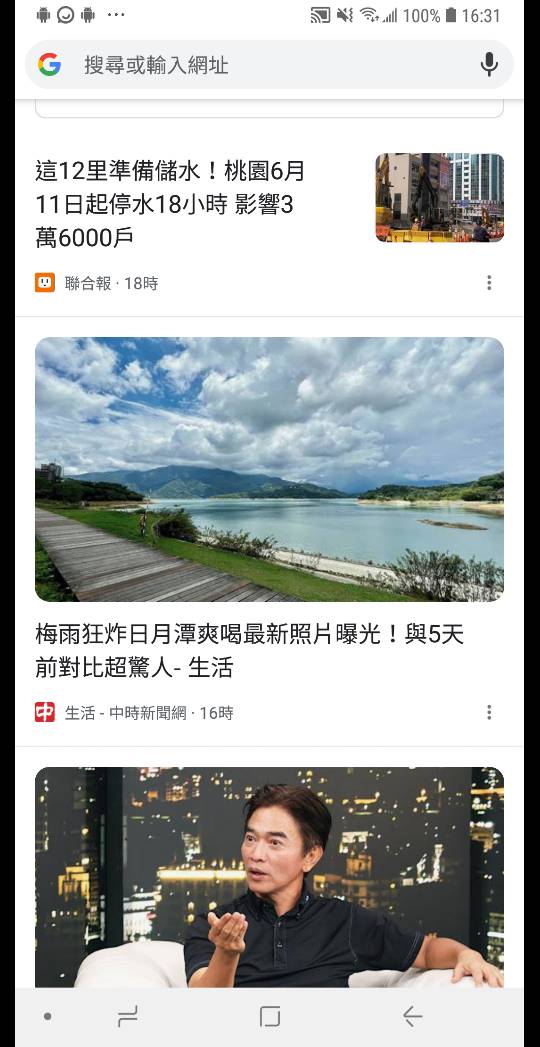 100% 16:31
搜尋或輸入網址
這12里準備儲水！桃園6月
11日起停水18小時 影響3
萬6000戶
聯合報 · 18時
梅雨狂炸日月潭爽喝最新照片曝光！與5天
前對比超驚人- 生活
中 生活 - 中時新聞網 · 16時